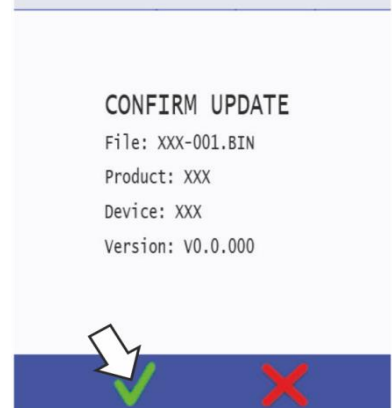 CONFIRM UPDATE
File: XXX-001.BIN
Product: XXX
Device: XXX
Version: V0.0.000